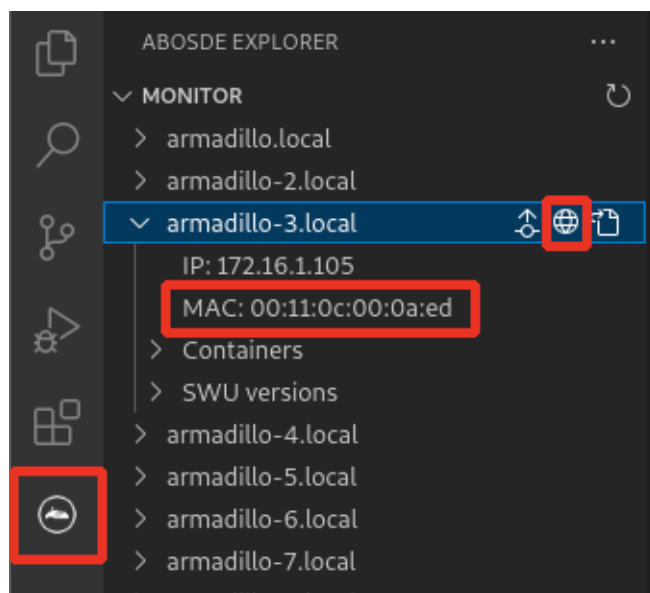 ABOSDE EXPLORER
MONITOR
armadillo.local
armadillo-2.local
armadillo-3.local
IP: 172.16.1.105
MAC: 00:11:0c:00:0a:ed
Containers
SWU versions
armadillo-4.local
armadillo-5.local
armadillo-6.local
armadillo-7.local